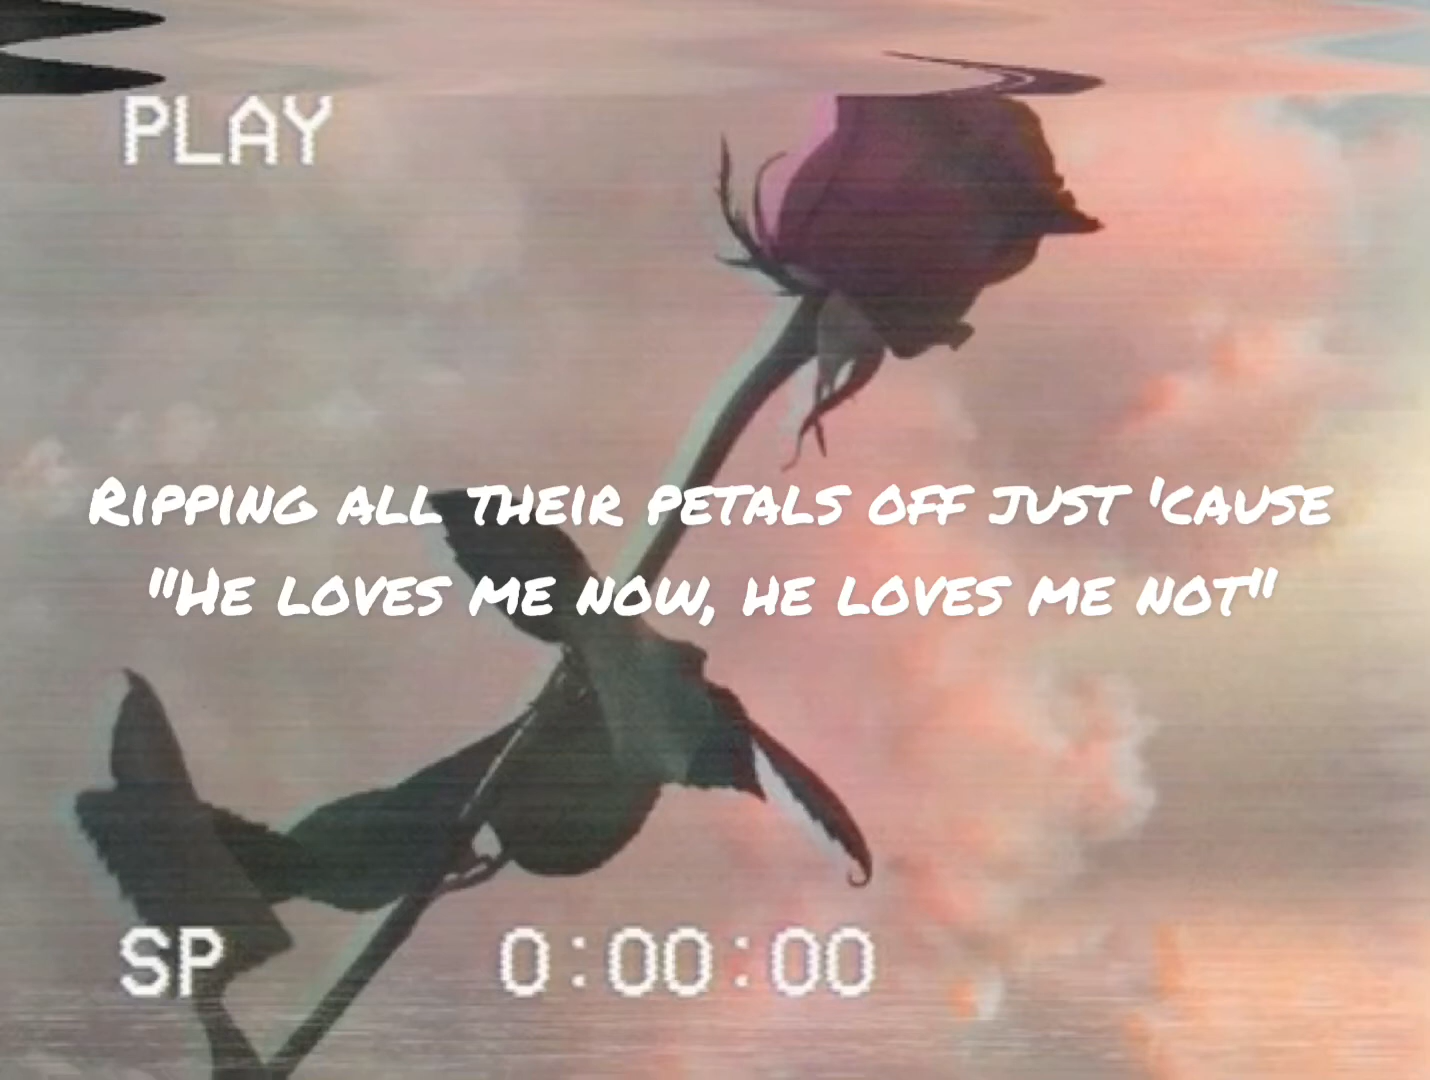 PLAY
Ripping all their petals off just 'cause
"He loves me now, he loves me not"
SP 0:00:00